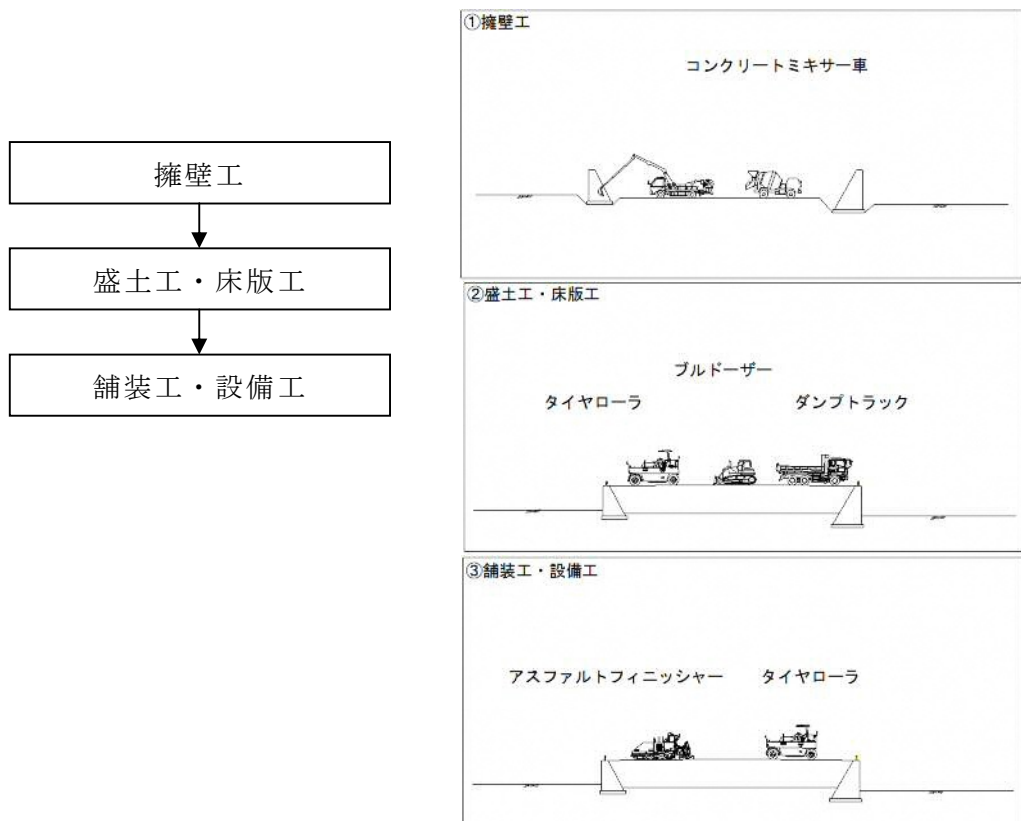 擁壁工
盛土工・床版工
舗装工・設備工
①擁壁工
コンクリートミキサー車
②盛土工・床版工
ブルドーザー
タイヤローラ
ダンプトラック
③舗装工・設備工
アスファルトフィニッシャー
タイヤローラ